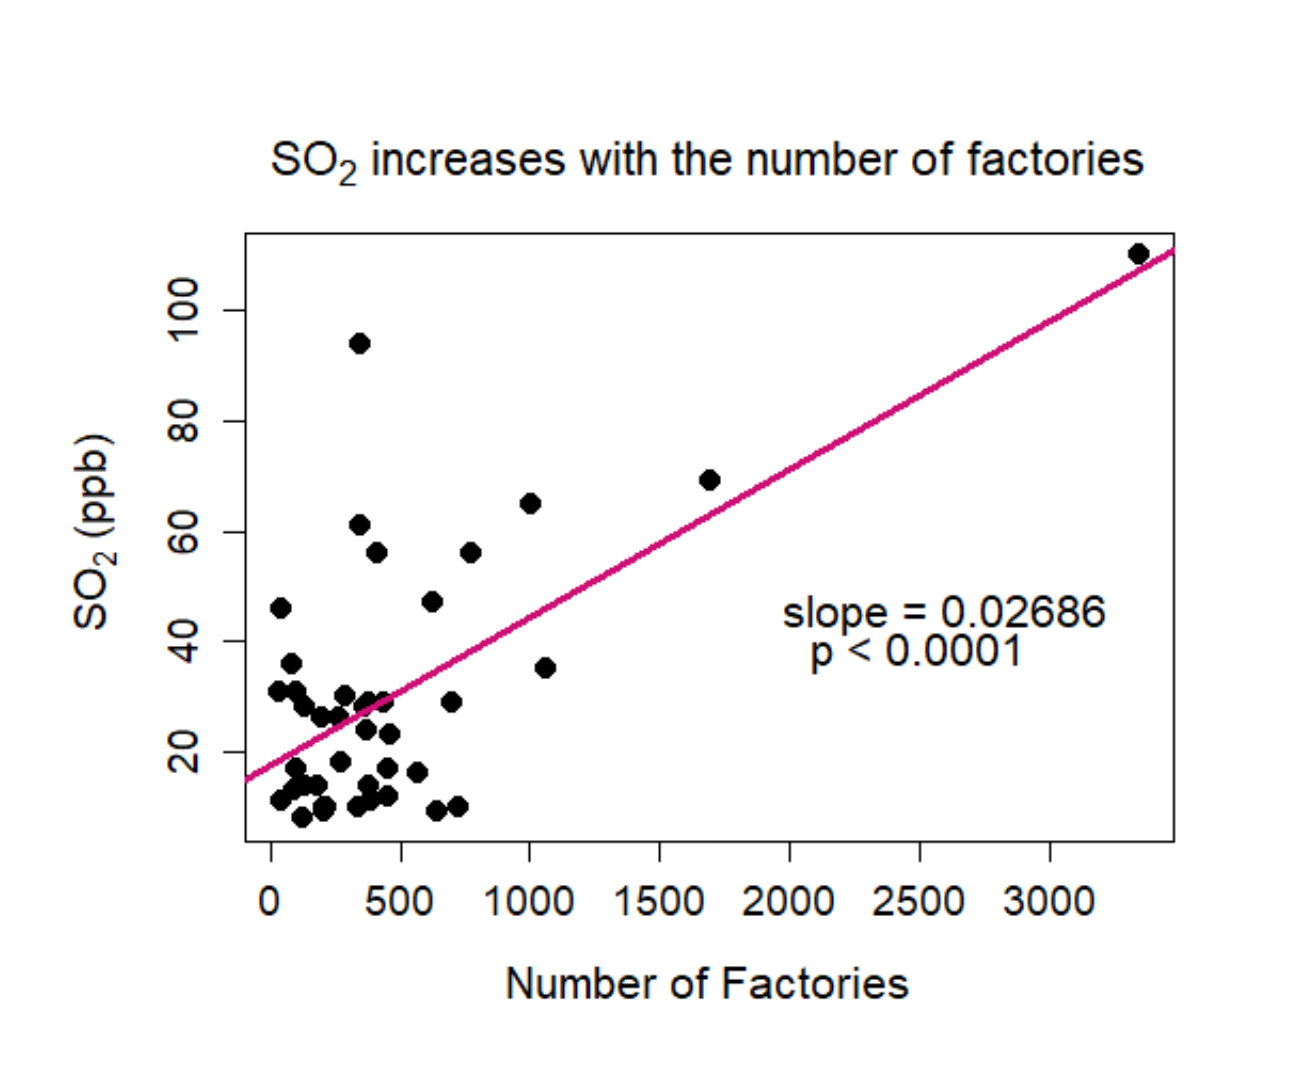 SO₂ increases with the number of factories
100
80
60
40
20
SO₂ (ppb)
slope = 0.02686
p < 0.0001
0 500 1000 1500 2000 2500 3000
Number of Factories